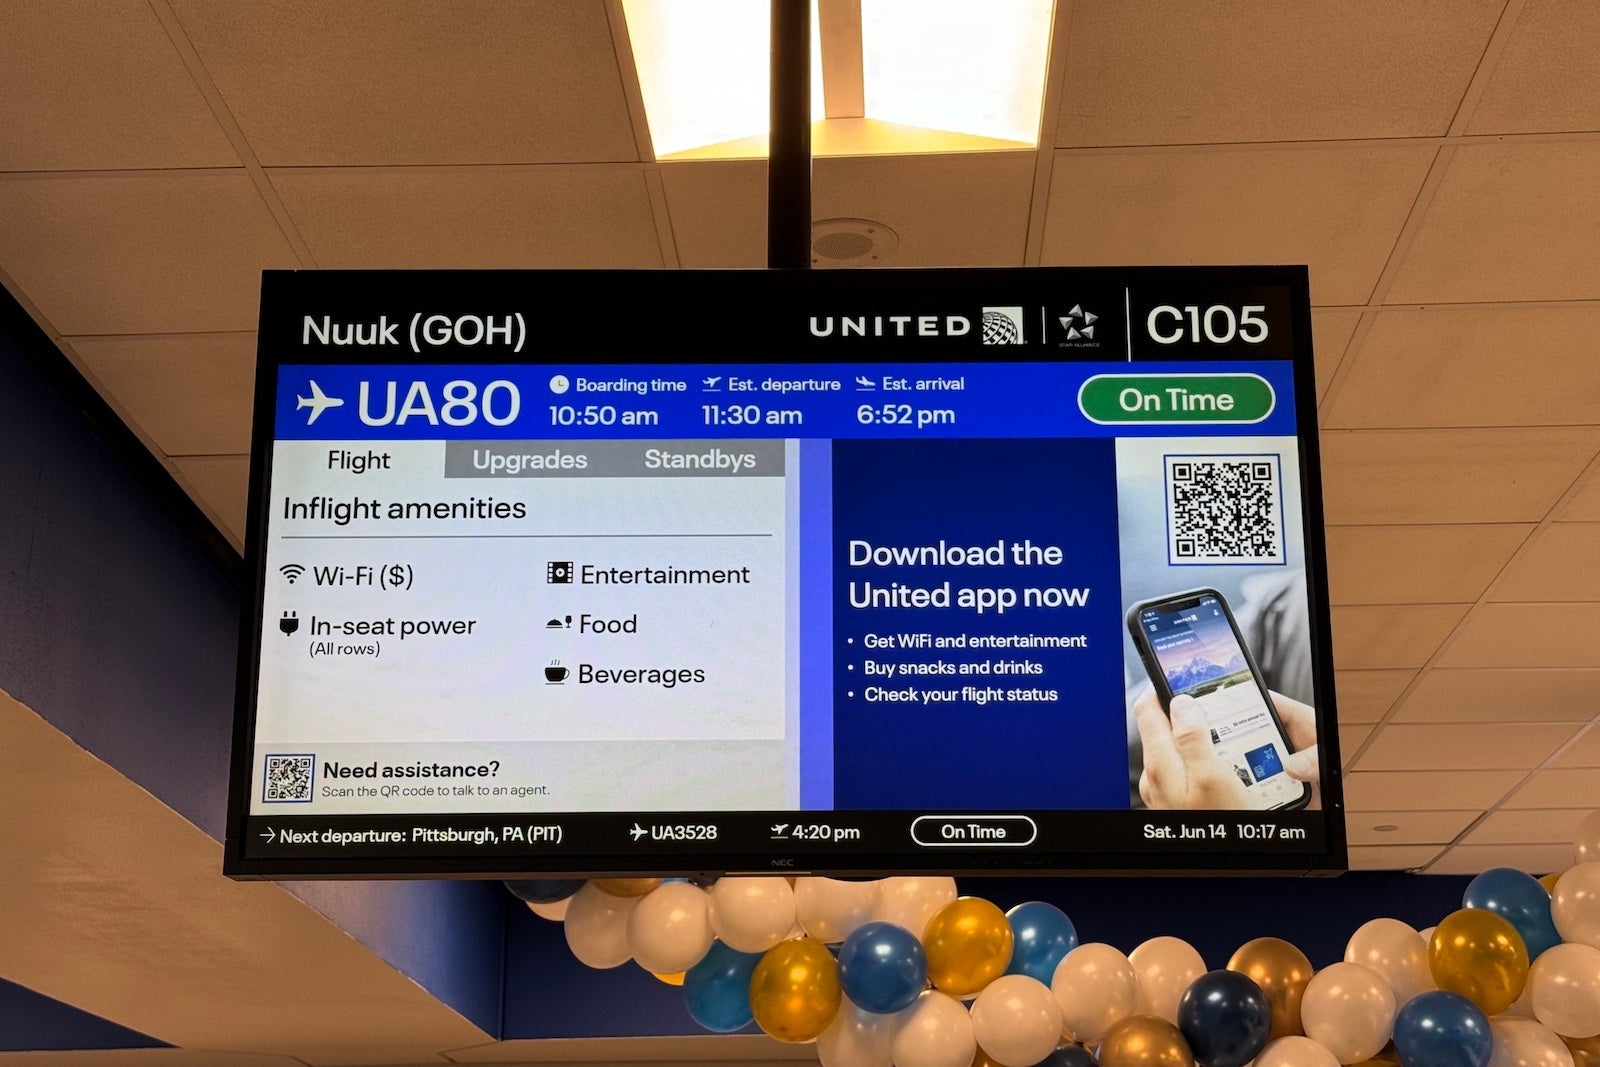 Nuuk (GOH)
UNITED
STAR ALLIANCE
C105
UA80
Boarding time
10:50 am
Est. departure
11:30 am
Est. arrival
6:52 pm
On Time
Flight
Upgrades
Standbys
Inflight amenities
Wi-Fi ($)
In-seat power
(All rows)
Entertainment
Food
Beverages
Need assistance?
Scan the QR code to talk to an agent.
Download the
United app now
• Get WiFi and entertainment
• Buy snacks and drinks
• Check your flight status
UNITED
→ Next departure: Pittsburgh, PA (PIT)
UA3528
4:20 pm
On Time
Sat. Jun 14 10:17 am
NEC